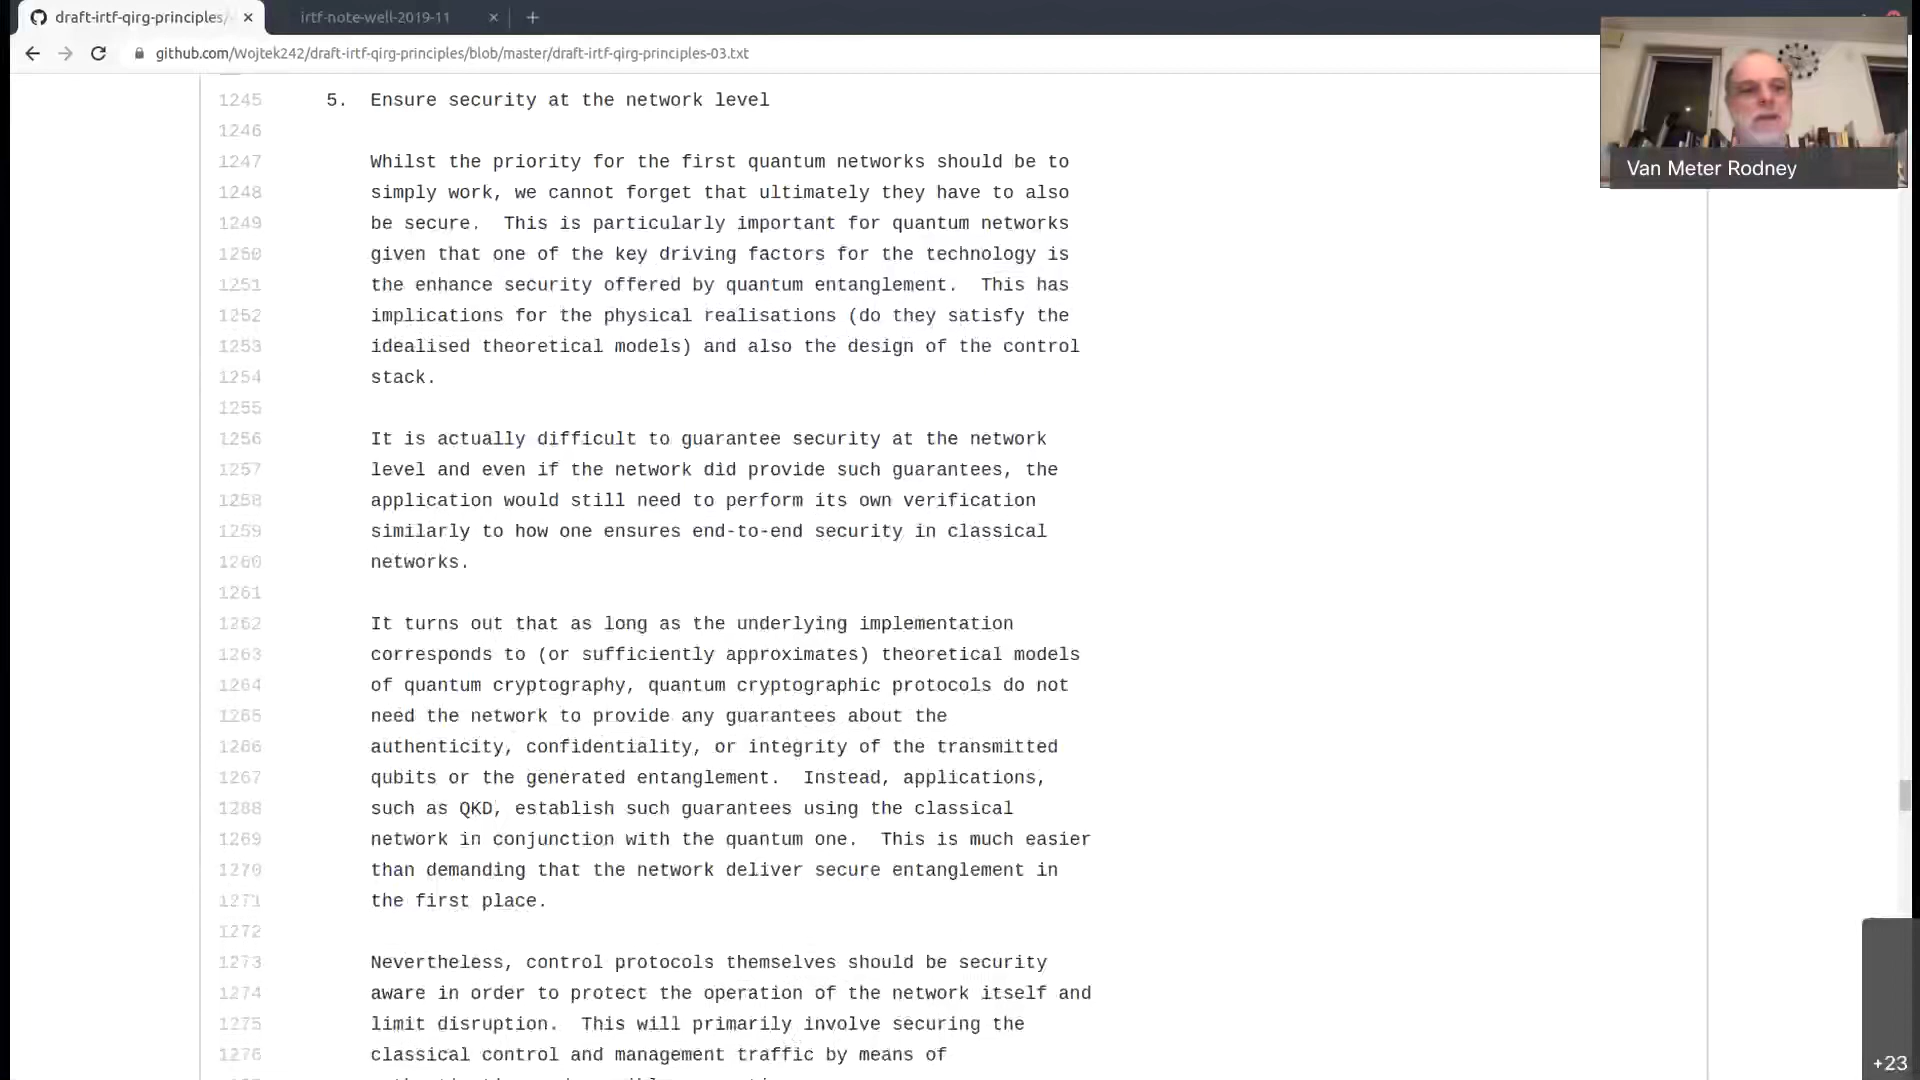 draft-irtf-qirg-principles/
irtf-note-well-2019-11
github.com/Wojtek242/draft-irtf-qirg-principles/blob/master/draft-irtf-qirg-principles-03.txt
Van Meter Rodney
1245 5. Ensure security at the network level
1246
1247 Whilst the priority for the first quantum networks should be to
1248 simply work, we cannot forget that ultimately they have to also
1249 be secure. This is particularly important for quantum networks
1250 given that one of the key driving factors for the technology is
1251 the enhance security offered by quantum entanglement. This has
1252 implications for the physical realisations (do they satisfy the
1253 idealised theoretical models) and also the design of the control
1254 stack.
1255
1256 It is actually difficult to guarantee security at the network
1257 level and even if the network did provide such guarantees, the
1258 application would still need to perform its own verification
1259 similarly to how one ensures end-to-end security in classical
1260 networks.
1261
1262 It turns out that as long as the underlying implementation
1263 corresponds to (or sufficiently approximates) theoretical models
1264 of quantum cryptography, quantum cryptographic protocols do not
1265 need the network to provide any guarantees about the
1266 authenticity, confidentiality, or integrity of the transmitted
1267 qubits or the generated entanglement. Instead, applications,
1268 such as QKD, establish such guarantees using the classical
1269 network in conjunction with the quantum one. This is much easier
1270 than demanding that the network deliver secure entanglement in
1271 the first place.
1272
1273 Nevertheless, control protocols themselves should be security
1274 aware in order to protect the operation of the network itself and
1275 limit disruption. This will primarily involve securing the
1276 classical control and management traffic by means of
+23